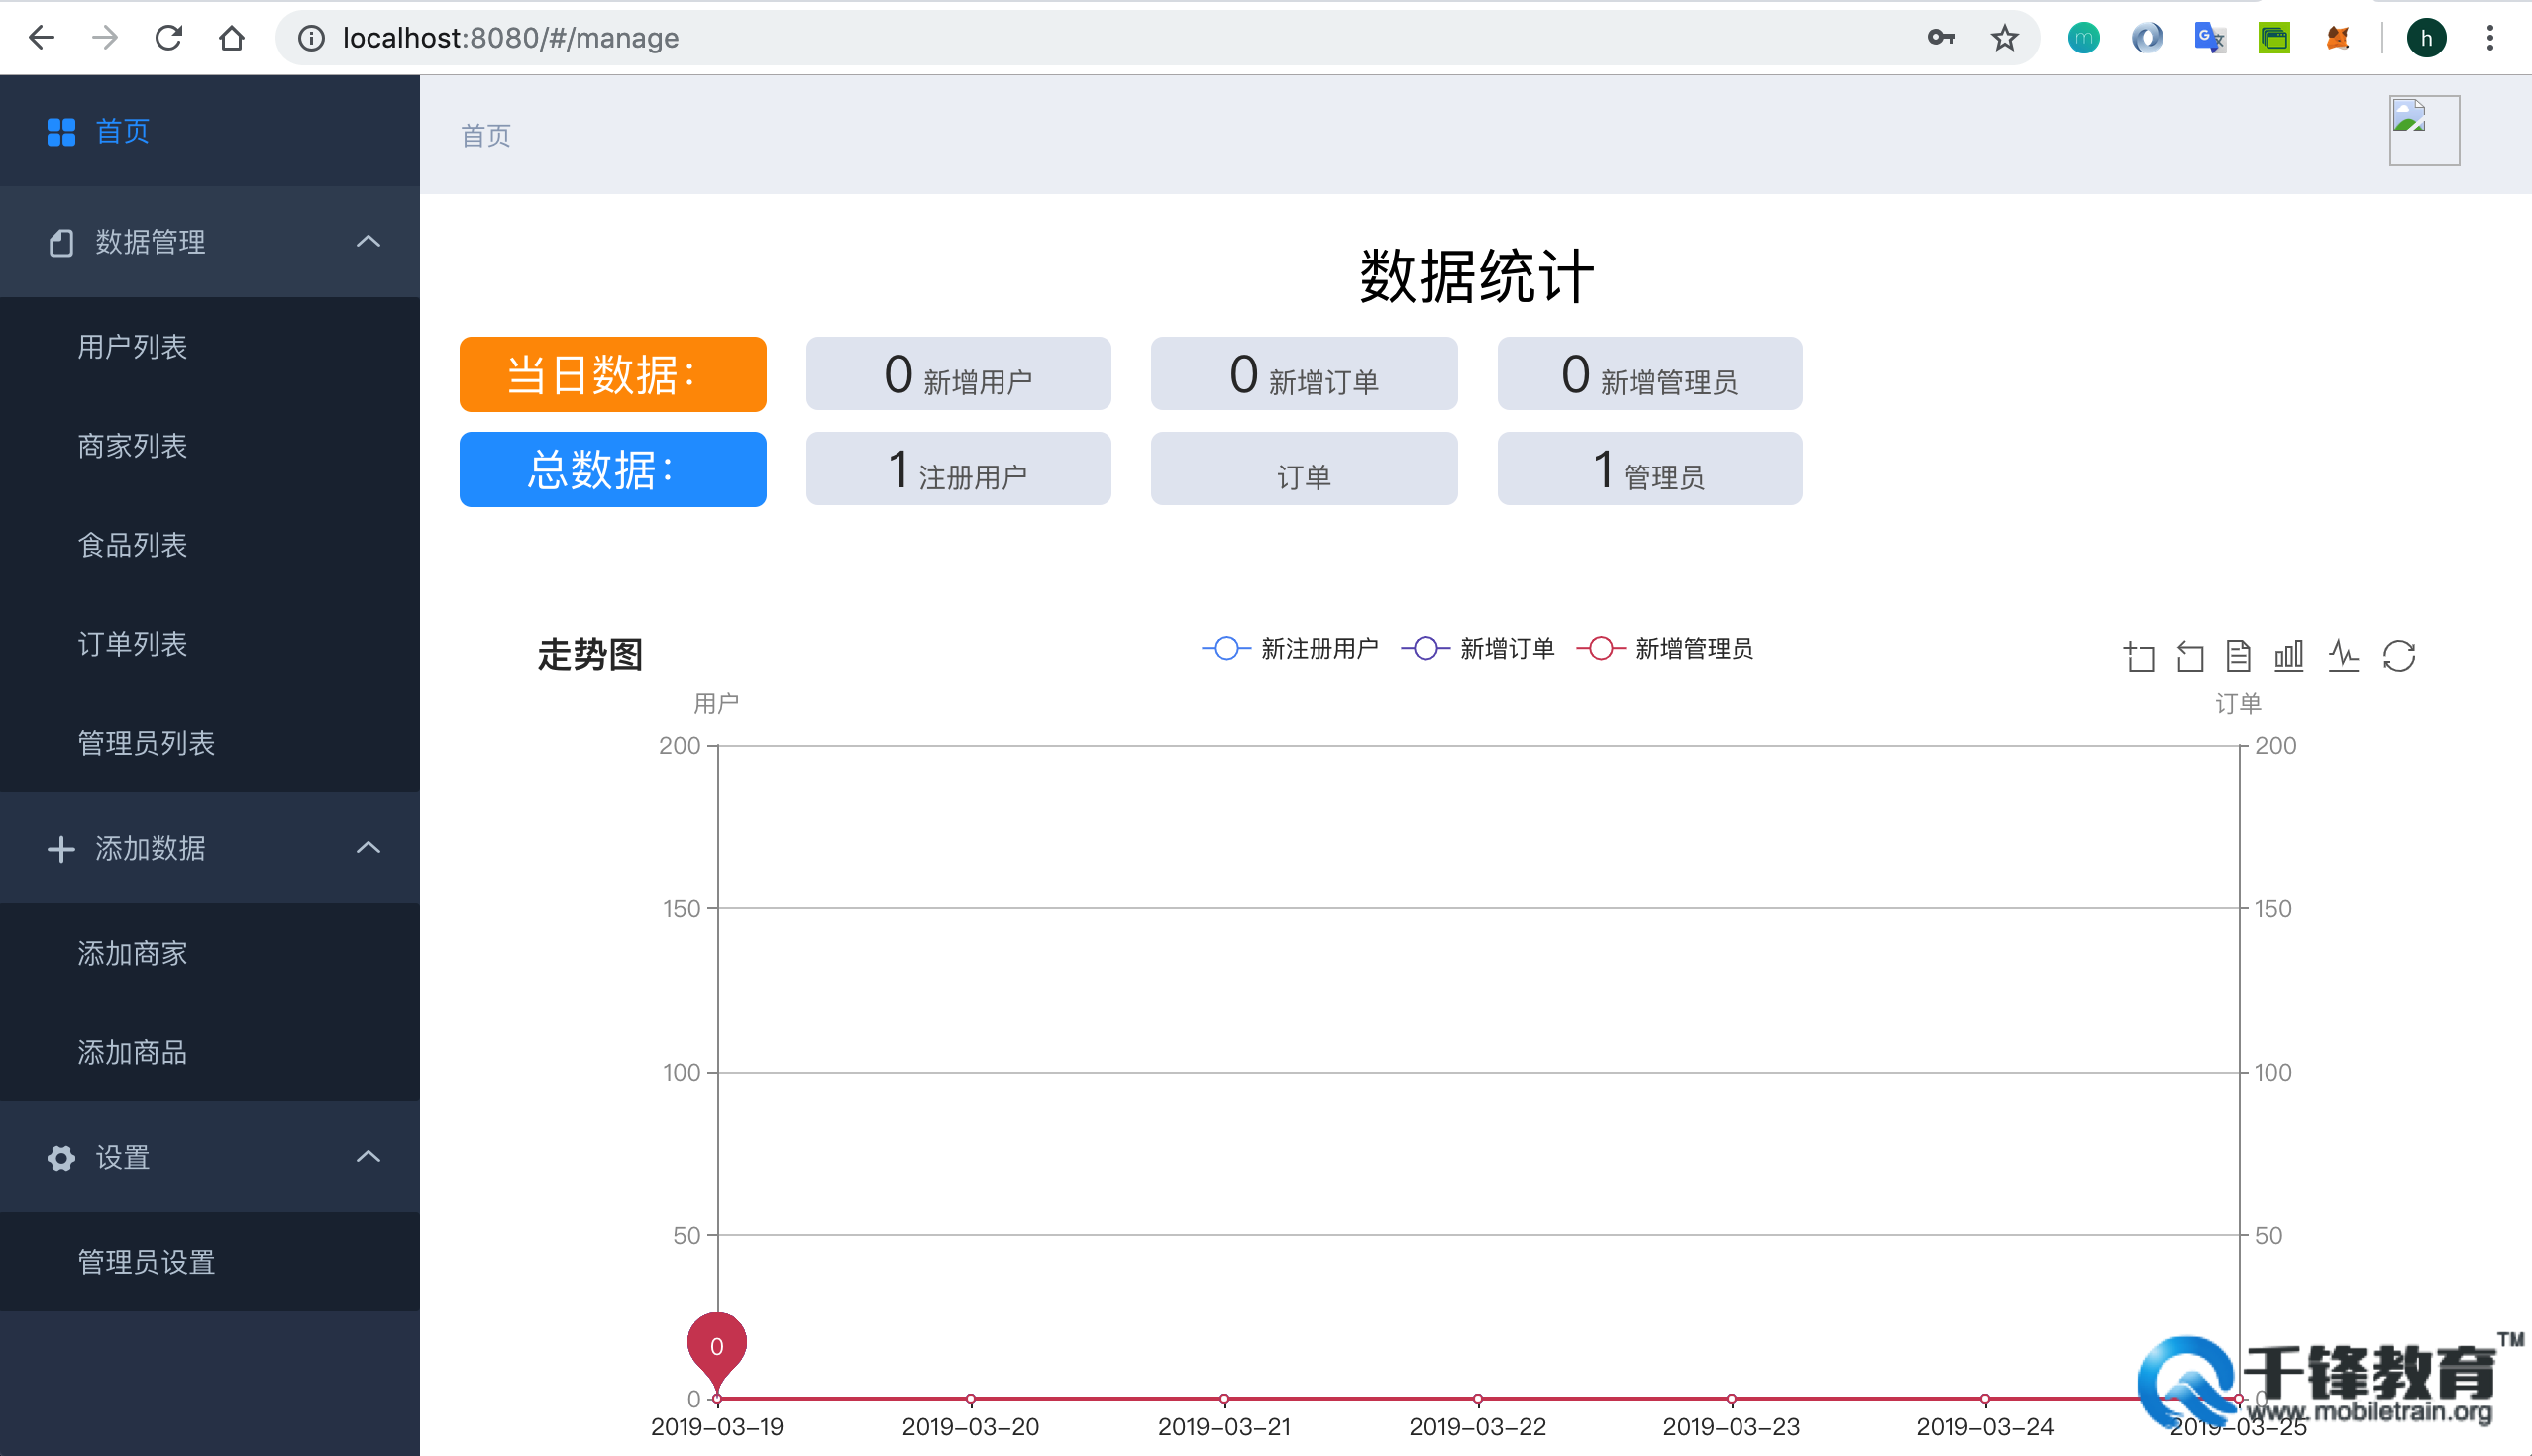 localhost:8080/#/manage
h
首页
数据管理
用户列表
商家列表
食品列表
订单列表
管理员列表
添加数据
添加商家
添加商品
设置
管理员设置
首页
数据统计
当日数据： 0 新增用户 0 新增订单 0 新增管理员
总数据： 1 注册用户 订单 1 管理员
走势图 新注册用户 新增订单 新增管理员
用户 订单
200 200
150 150
100 100
50 50
0
0 0
2019-03-19 2019-03-20 2019-03-21 2019-03-22 2019-03-23 2019-03-24 2019-03-25
千锋教育 TM
www.mobiletrain.org